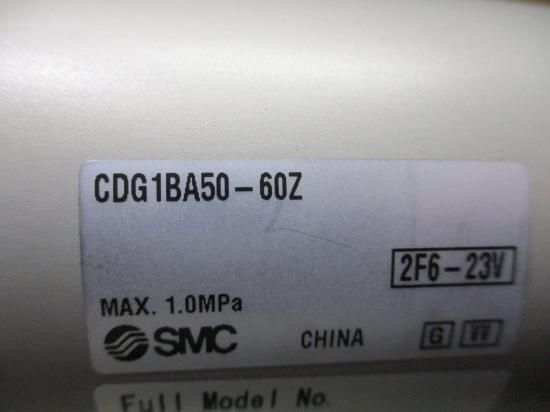 CDG1BA50-60Z
2F6-23V
MAX. 1.0MPa
SMC CHINA G VV
Full Model No.